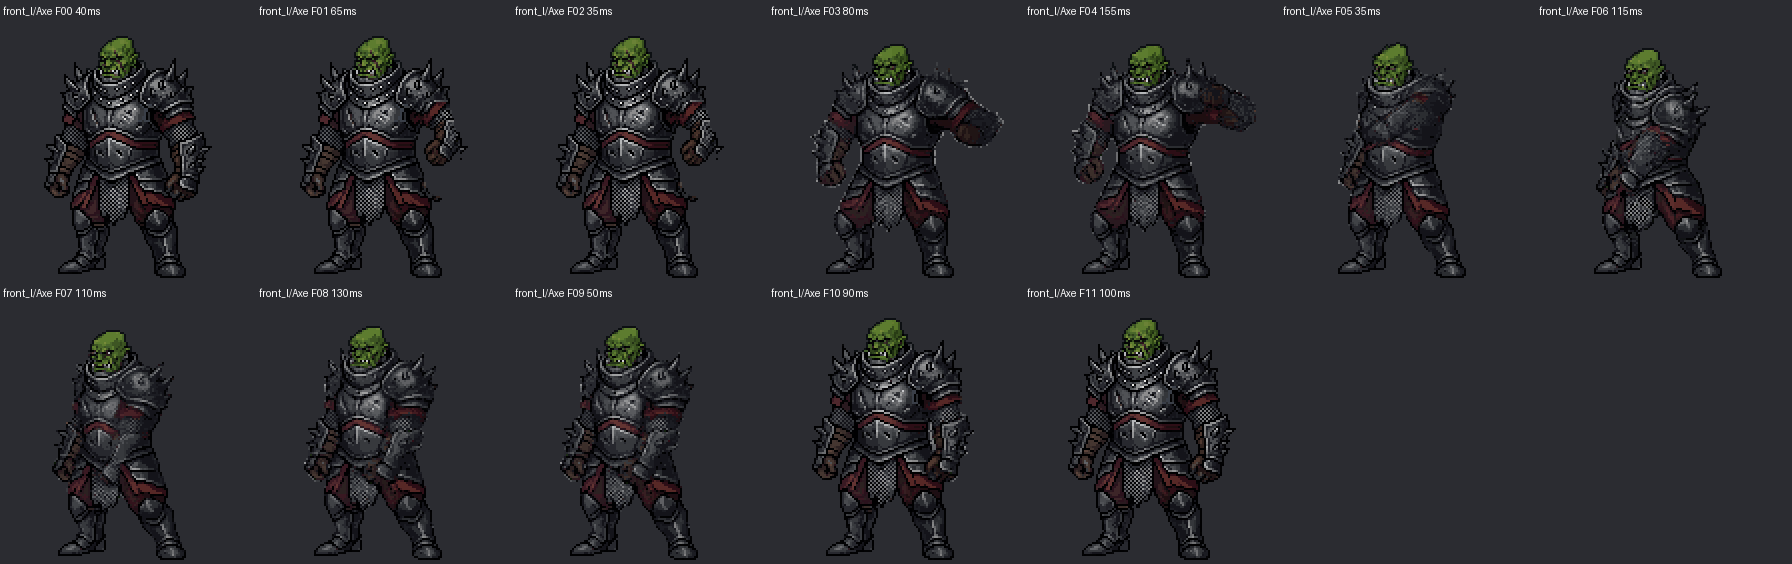 front_l/Axe F00 40ms
front_l/Axe F01 65ms
front_l/Axe F02 35ms
front_l/Axe F03 80ms
front_l/Axe F04 155ms
front_l/Axe F05 35ms
front_l/Axe F06 115ms
front_l/Axe F07 110ms
front_l/Axe F08 130ms
front_l/Axe F09 50ms
front_l/Axe F10 90ms
front_l/Axe F11 100ms